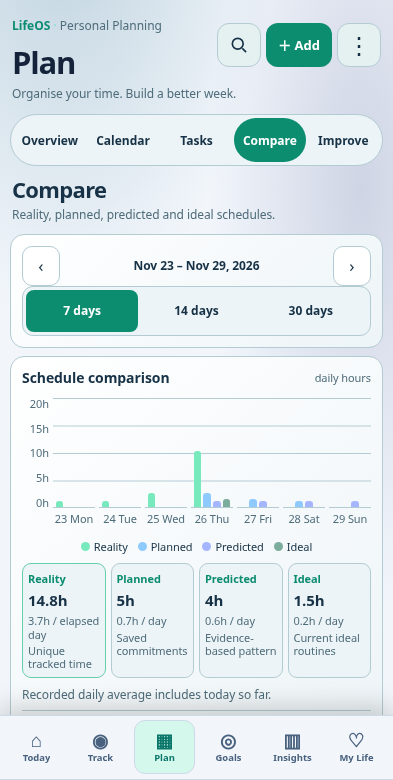 LifeOS Personal Planning
Plan
+ Add
Organise your time. Build a better week.
Overview Calendar Tasks Compare Improve
Compare
Reality, planned, predicted and ideal schedules.
‹ Nov 23 – Nov 29, 2026 ›
7 days 14 days 30 days
Schedule comparison daily hours
20h
15h
10h
5h
0h
23 Mon 24 Tue 25 Wed 26 Thu 27 Fri 28 Sat 29 Sun
Reality Planned Predicted Ideal
Reality
14.8h
3.7h / elapsed
day
Unique
tracked time
Planned
5h
0.7h / day
Saved
commitments
Predicted
4h
0.6h / day
Evidence-
based pattern
Ideal
1.5h
0.2h / day
Current ideal
routines
Recorded daily average includes today so far.
Today Track Plan Goals Insights My Life